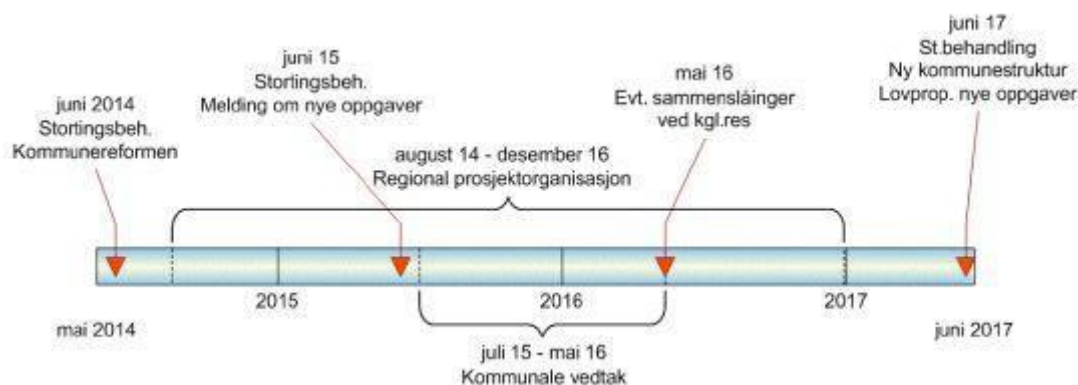 juni 2014
Stortingsbeh.
Kommunereformen
juni 15
Stortingsbeh.
Melding om nye oppgaver
august 14 - desember 16
Regional prosjektorganisasjon
mai 16
Evt. sammensláinger
ved kgl.res
juni 17
St.behandling
Ny kommunestruktur
Lovprop. nye oppgaver
2015
2016
2017
mai 2014
juni 2017
juli 15 - mai 16
Kommunale vedtak